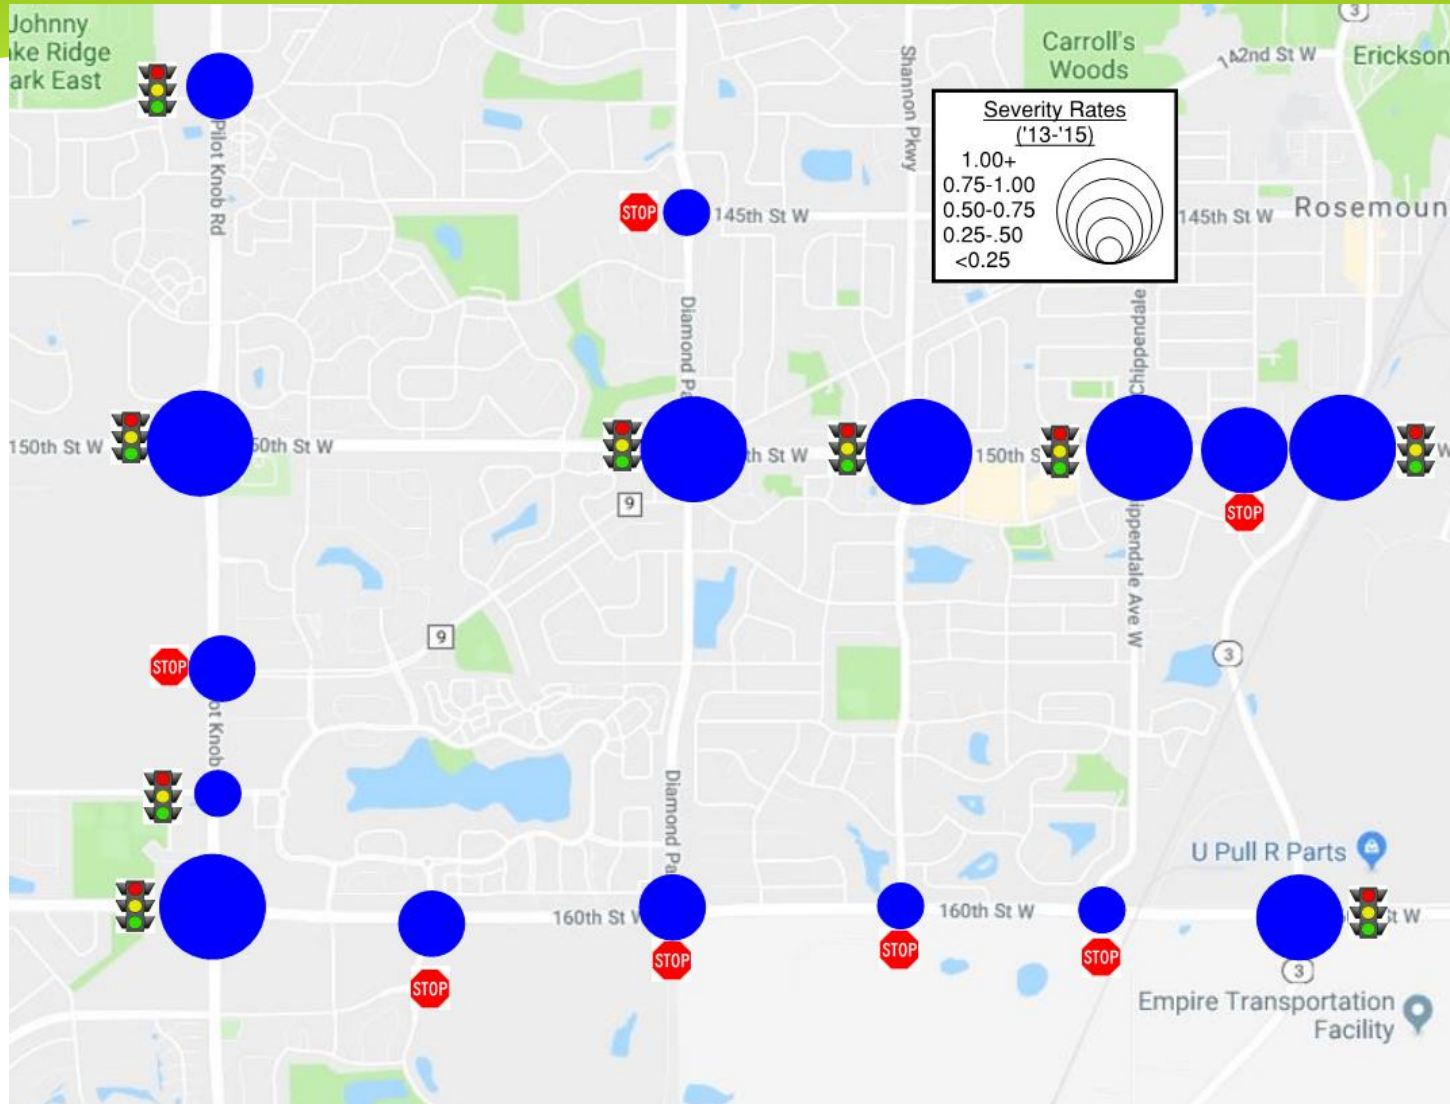 Johnny
ake Ridge
ark East
Pilot Knob Rd
Shannon Pkwy
Carroll's
Woods
142nd St W
3
Erickson
Severity Rates
('13-'15)
1.00+
0.75-1.00
0.50-0.75
0.25-.50
<0.25
STOP
145th St W
145th St W
Rosemoun
Diamond Pa
Chippendale
150th St W
50th St W
th St W
150th S
W
9
STOP
ippendale Ave W
9
3
STOP
ot Knob
Diamond Pa
U Pull R Parts
160th St W
160th St W
St W
STOP
STOP
STOP
STOP
3
Empire Transportation
Facility